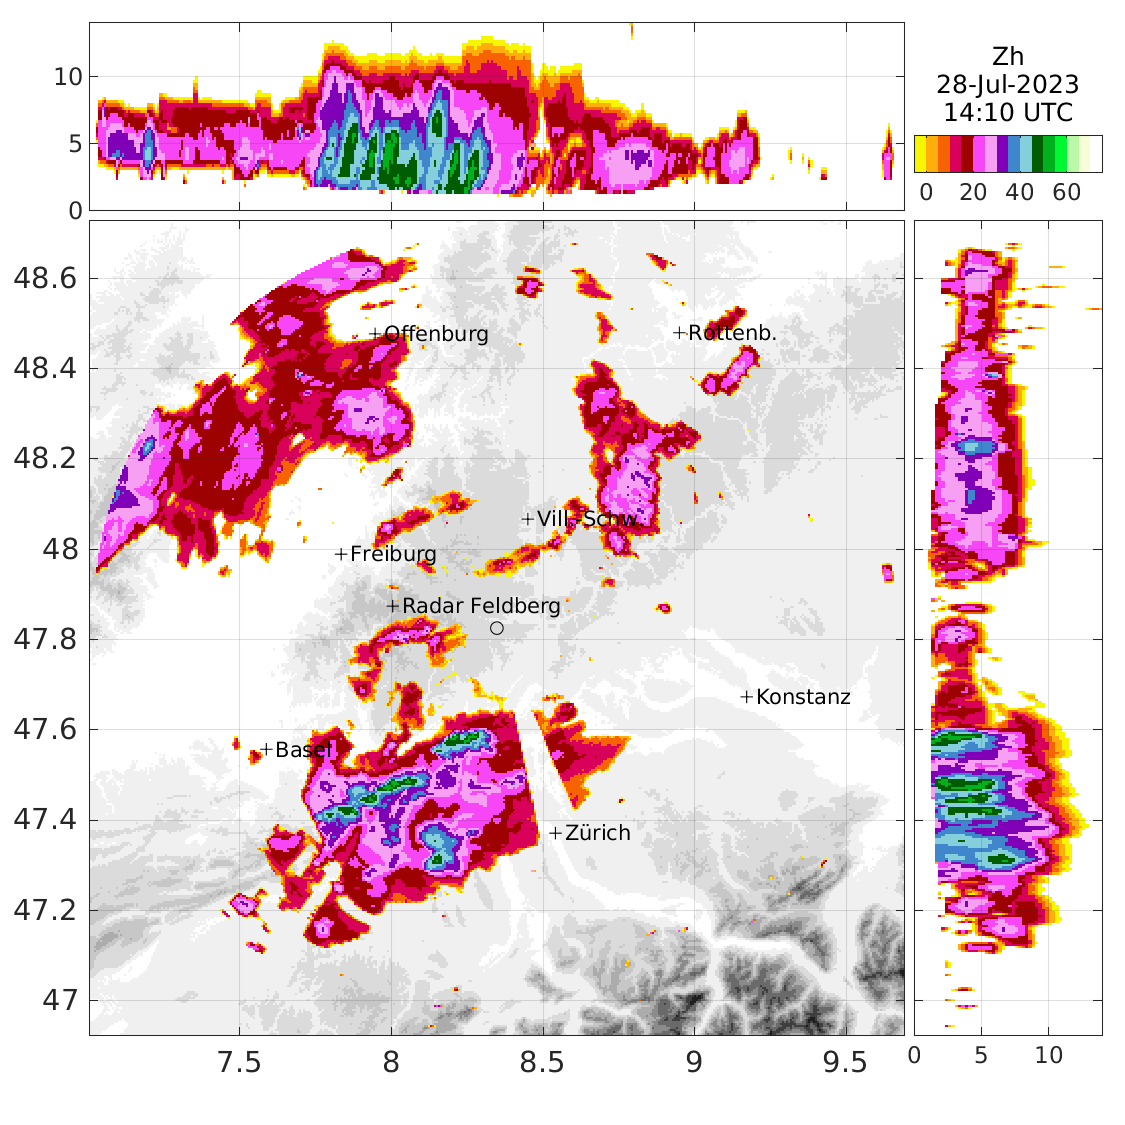 10
5
0
Zh
28-Jul-2023
14:10 UTC
0 20 40 60
48.6
48.4
48.2
48
47.8
47.6
47.4
47.2
47
+Offenburg
+Rottenb.
+Vill.-Schw.
+Freiburg
+Radar Feldberg
+Konstanz
+Basel
+Zürich
7.5 8 8.5 9 9.5
0 5 10